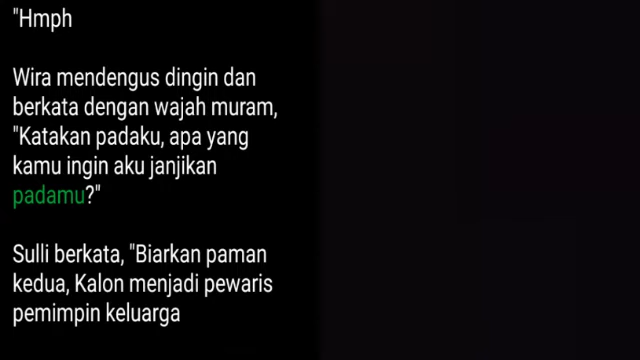 "Hmph
Wira mendengus dingin dan
berkata dengan wajah muram,
"Katakan padaku, apa yang
kamu ingin aku janjikan
padamu?"
Sulli berkata, "Biarkan paman
kedua, Kalon menjadi pewaris
pemimpin keluarga